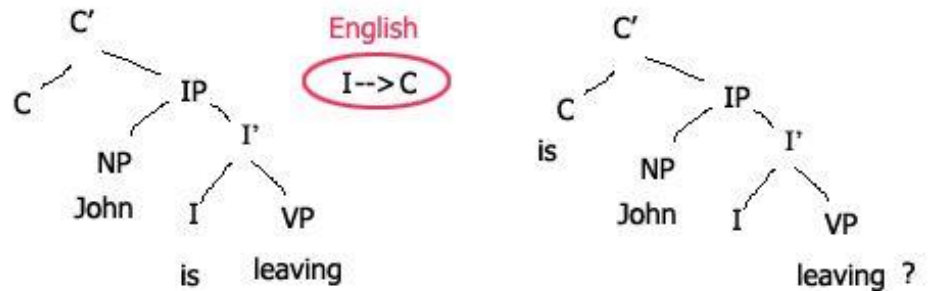 C'
C
IP
NP
I'
John
I
VP
is
leaving
English
I-->C
C'
C
is
IP
NP
I'
John
I
VP
leaving ?